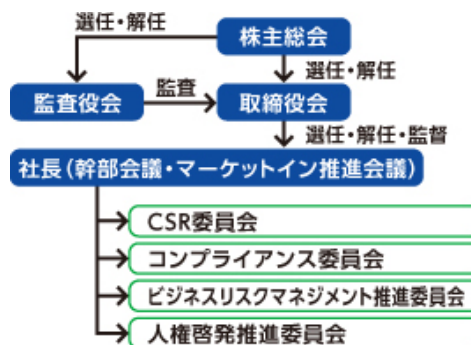 選任・解任
株主総会
選任・解任
監査役会
監査
取締役会
選任・解任・監督
社長(幹部会議・マーケットイン推進会議)
CSR委員会
コンプライアンス委員会
ビジネスリスクマネジメント推進委員会
人権啓発推進委員会